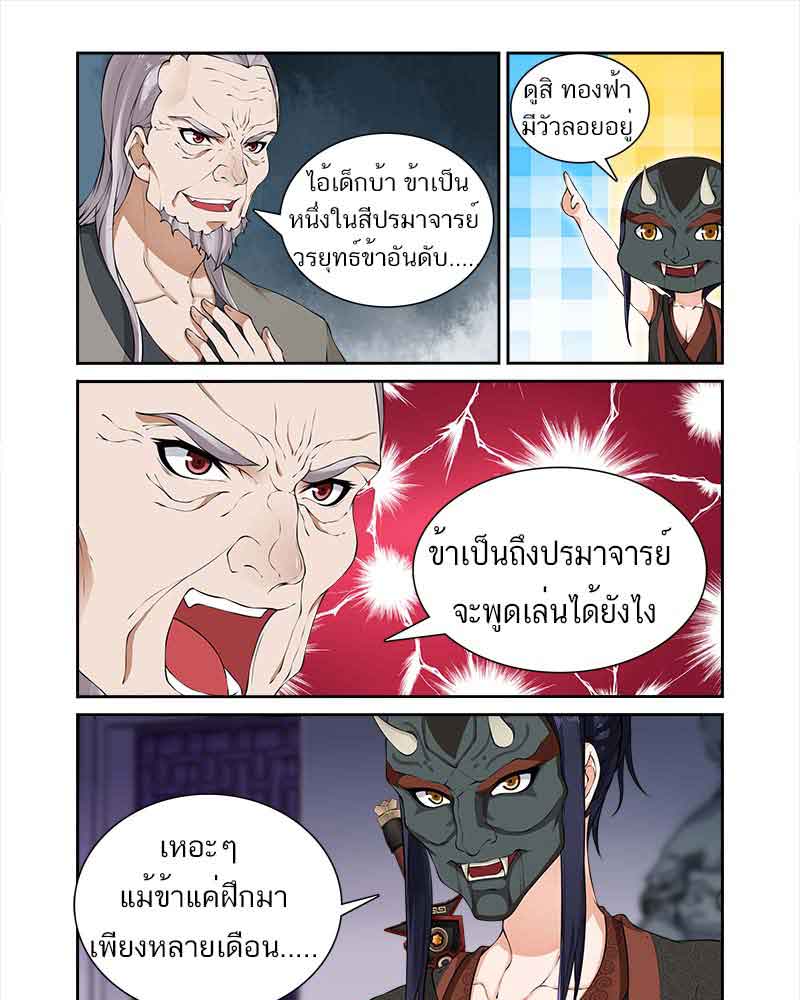 ไอ้เด็กบ้า ข้าเป็น
หนึ่งในสี่ปรมาจารย์
วรยุทธ์ข้าอันดับ....
ดูสิ ทองฟ้า
มีวัวลอยอยู่
ข้าเป็นถึงปรมาจารย์
จะพูดเล่นได้ยังไง
เหอะๆ
แม้ข้าแค่ฝึกมา
เพียงหลายเดือน.....